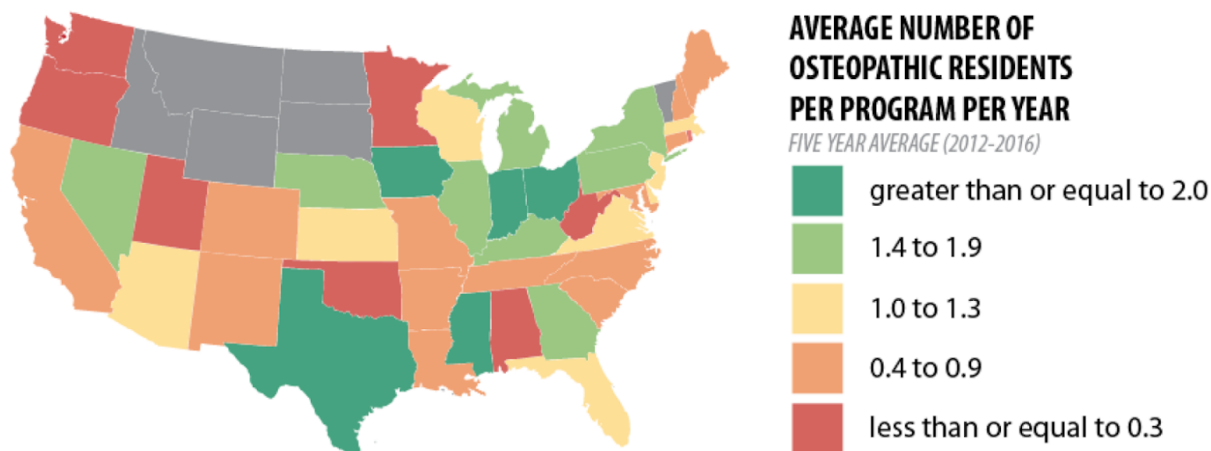 AVERAGE NUMBER OF
OSTEOPATHIC RESIDENTS
PER PROGRAM PER YEAR
FIVE YEAR AVERAGE (2012-2016)
greater than or equal to 2.0
1.4 to 1.9
1.0 to 1.3
0.4 to 0.9
less than or equal to 0.3